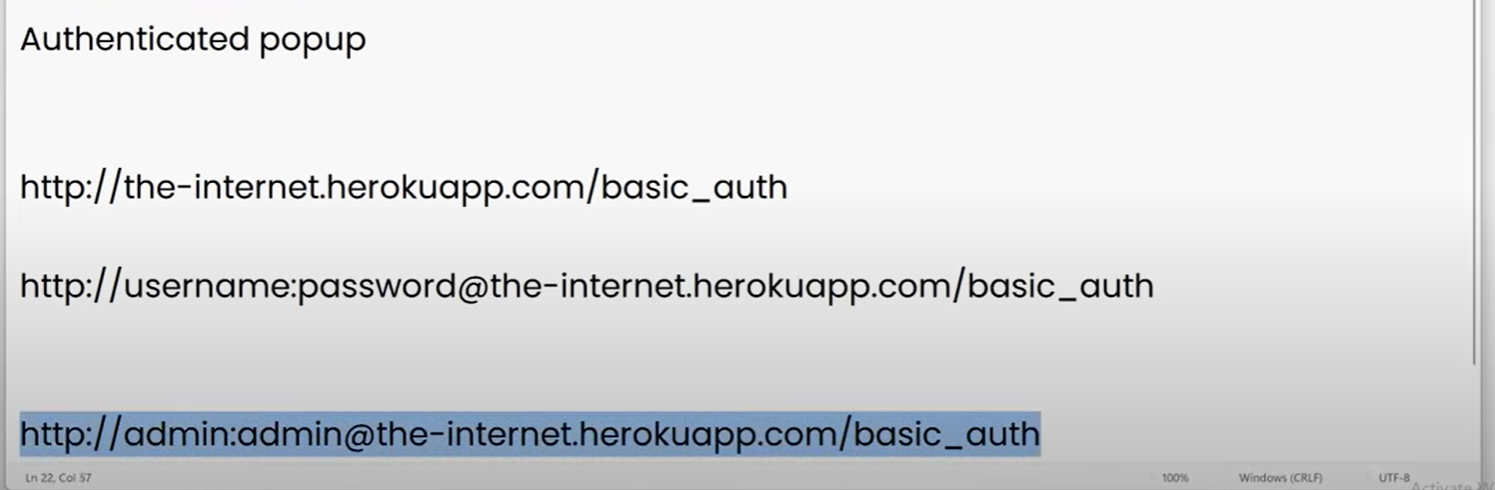 Authenticated popup
http://the-internet.herokuapp.com/basic_auth
http://username:password@the-internet.herokuapp.com/basic_auth
http://admin:admin@the-internet.herokuapp.com/basic_auth
Ln 22, Col 57 100% Windows (CRLF) UTF-8
Activate